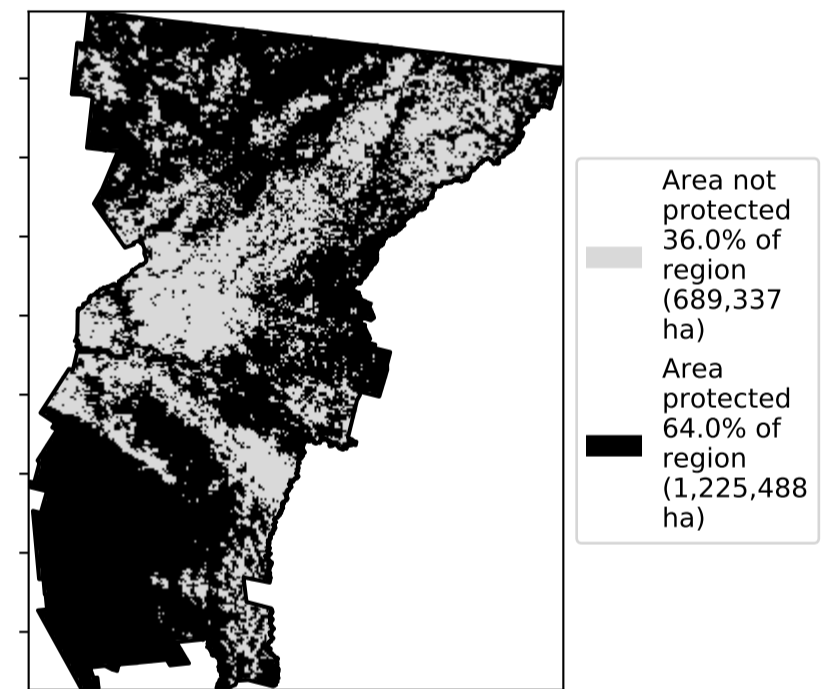 Area not
protected
36.0% of
region
(689,337
ha)
Area
protected
64.0% of
region
(1,225,488
ha)